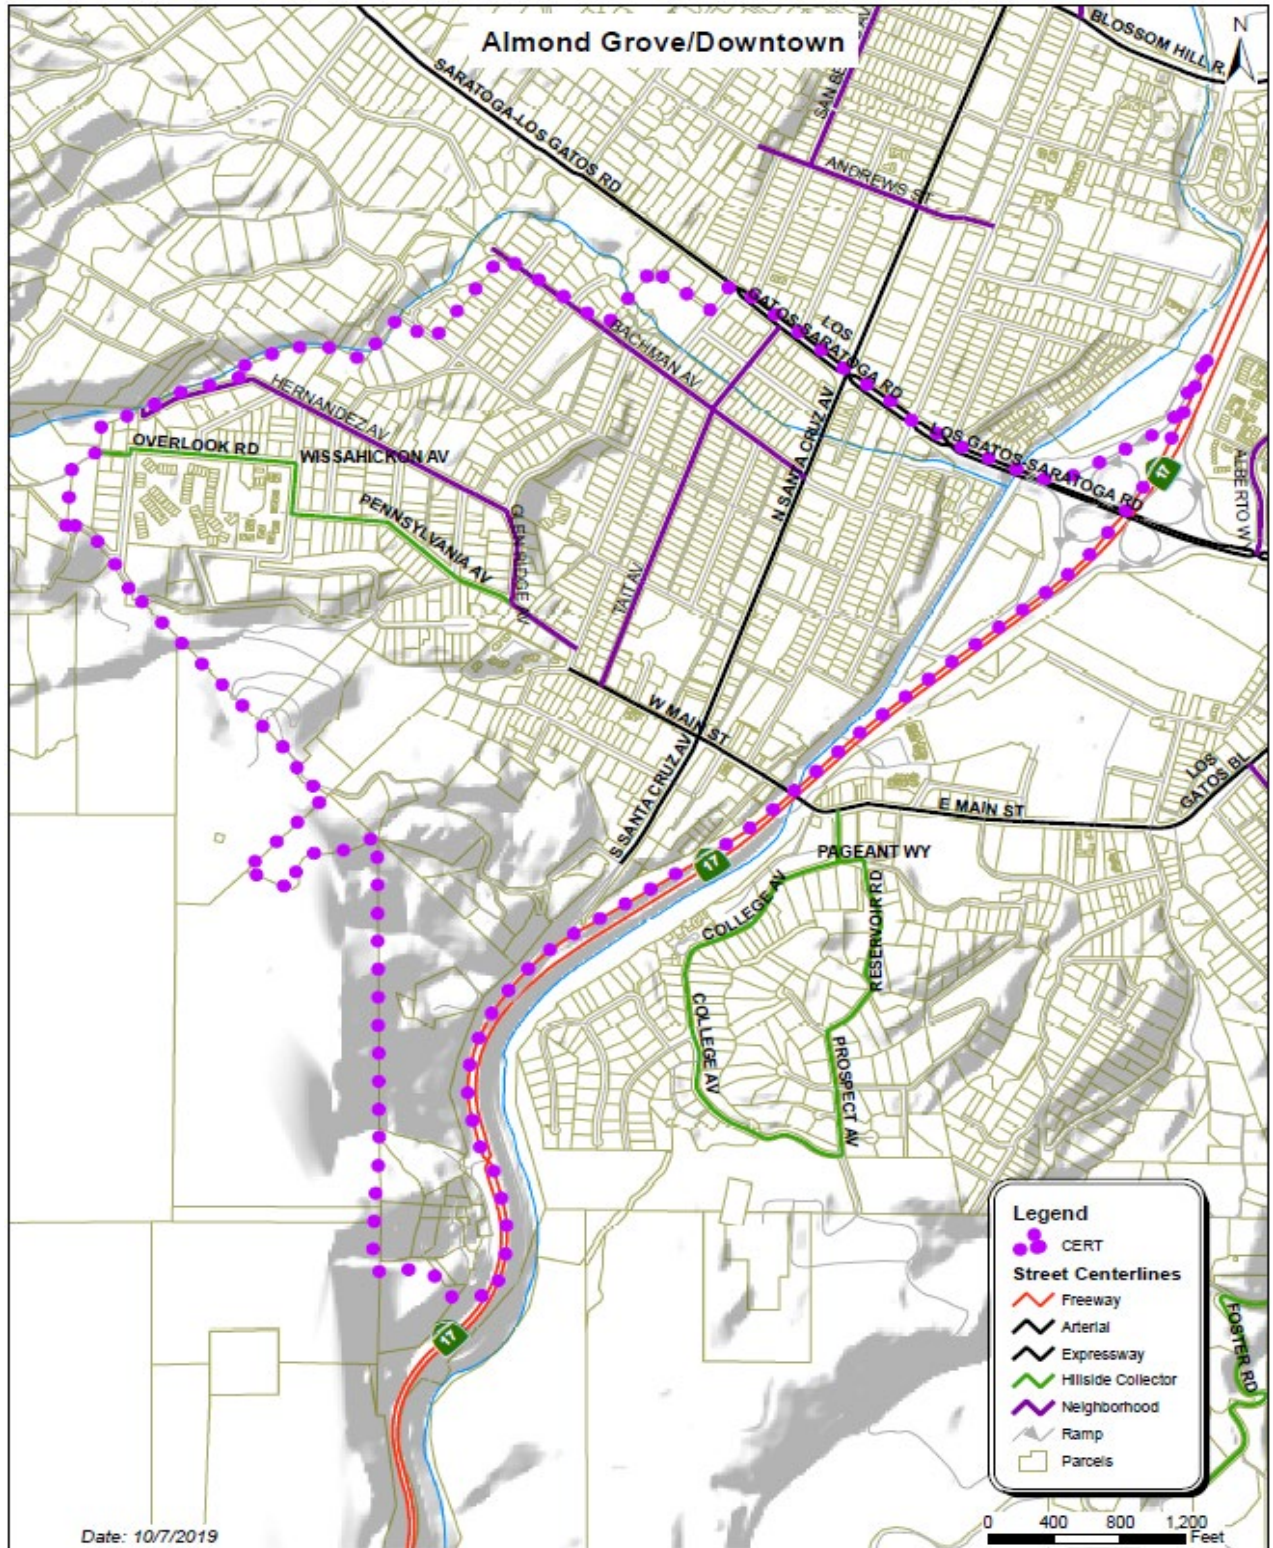 Almond Grove/Downtown
N
BLOSSOM HILL R
SARATOGA-LOS GATOS RD
ANDREWS S
LOS
GATOS-SARATOGA RD
BACHMAN AV
HERNANDEZ AV
OVERLOOK RD
WISSAHICKON AV
PENNSYLVANIA AV
GLEN RIDGE AV
TAIT AV
N SANTA CRUZ AV
LOS GATOS-SARATOGA RD
17
ALBERTO W
W MAIN ST
S SANTA CRUZ AV
LOS
GATOS BL
E MAIN ST
17
PAGEANT WY
COLLEGE AV
RESERVOIR RD
COLLEGE AV
PROSPECT AV
17
FOSTER RD
Legend
CERT
Street Centerlines
Freeway
Arterial
Expressway
Hillside Collector
Neighborhood
Ramp
Parcels
0 400 800 1,200
Feet
Date: 10/7/2019